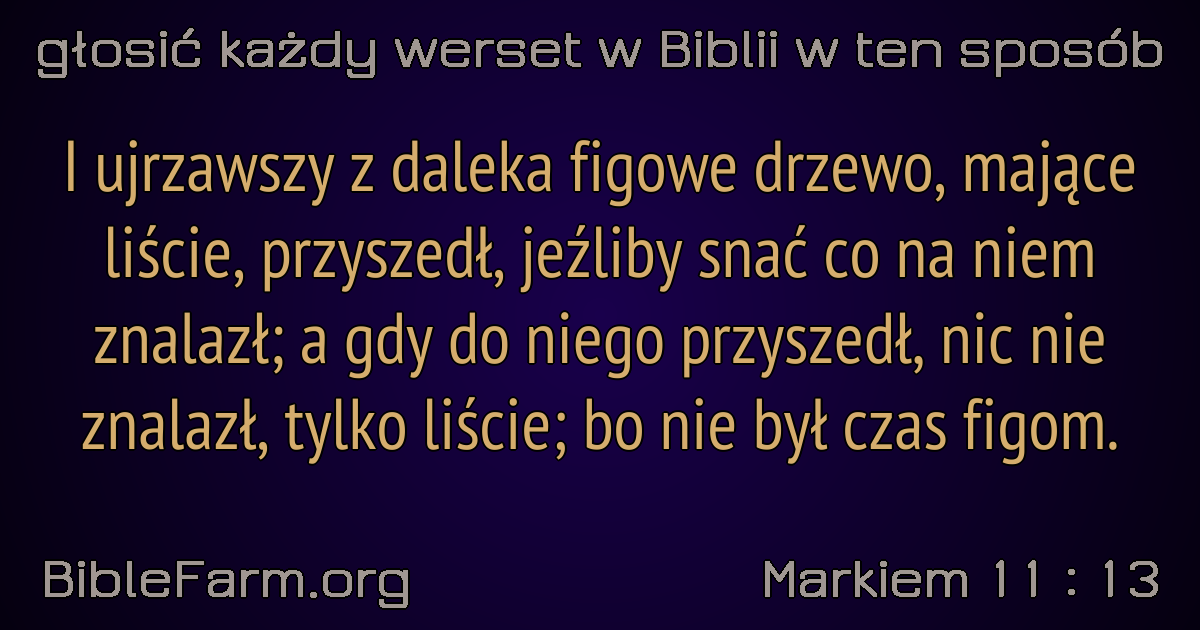 głosić każdy werset w Biblii w ten sposób
I ujrzawszy z daleka figowe drzewo, mające
liście, przyszedł, jeźliby snać co na niem
znalazł; a gdy do niego przyszedł, nic nie
znalazł, tylko liście; bo nie był czas figom.
BibleFarm.org
Markiem 11 : 13